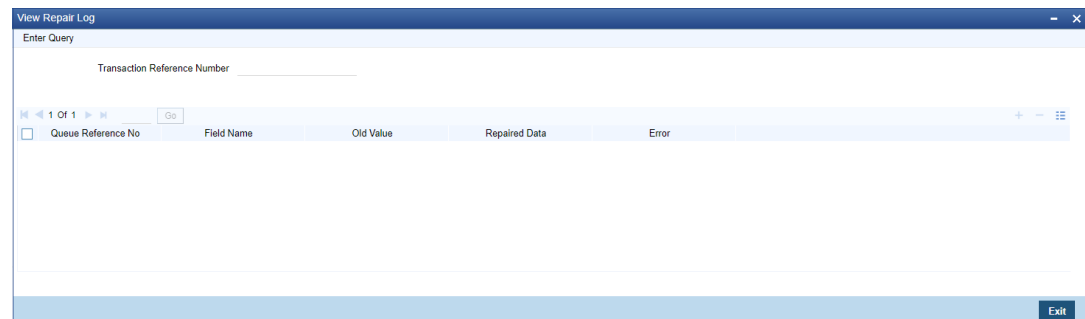 View Repair Log
Enter Query
Transaction Reference Number
1 Of 1 Go
Queue Reference No Field Name Old Value Repaired Data Error
Exit